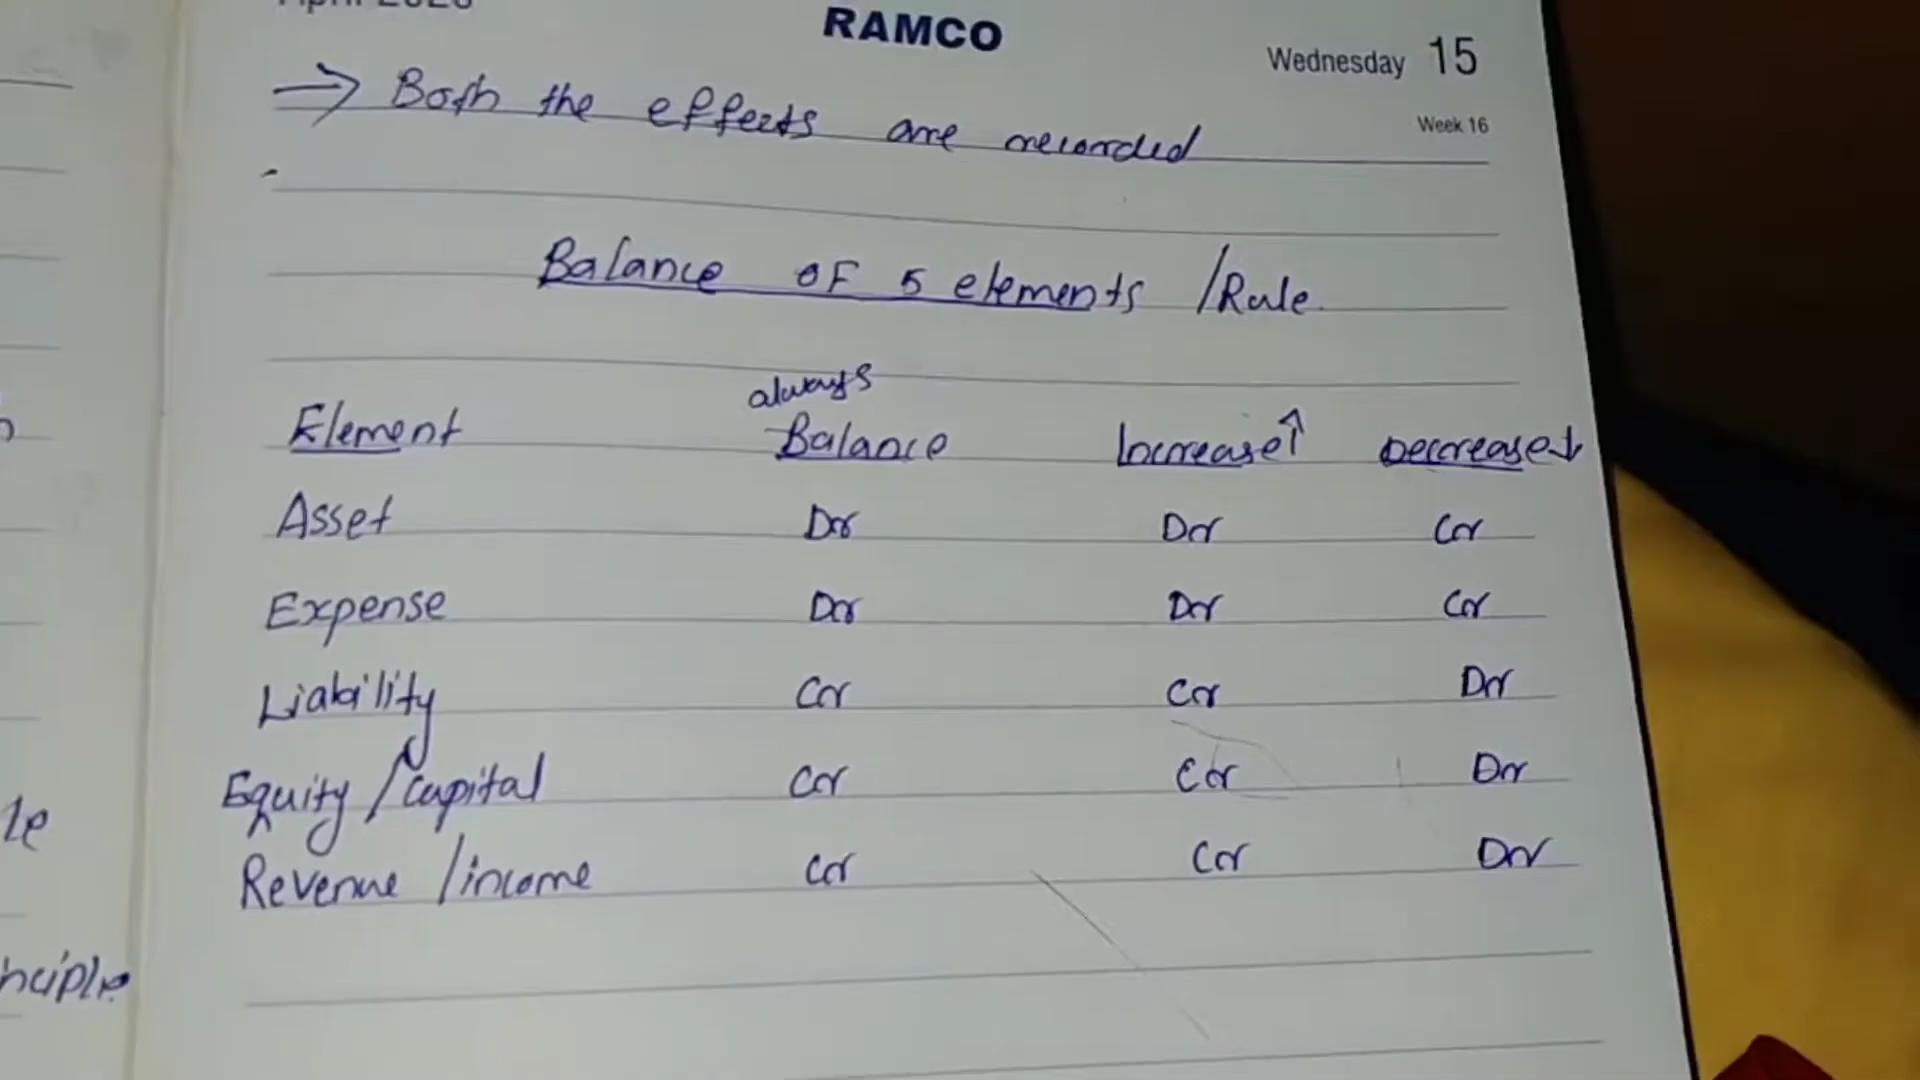 April 2020
RAMCO
Wednesday 15
Week 16
→ Both the effects are recorded
Balance of 5 elements /Rule
always
Element Balance Increase↑ Decrease↓
Asset Dr Dr Cr
Expense Dr Dr Cr
Liability Cr Cr Dr
Equity /capital Cr Cr Dr
Revenue /income Cr Cr Dr